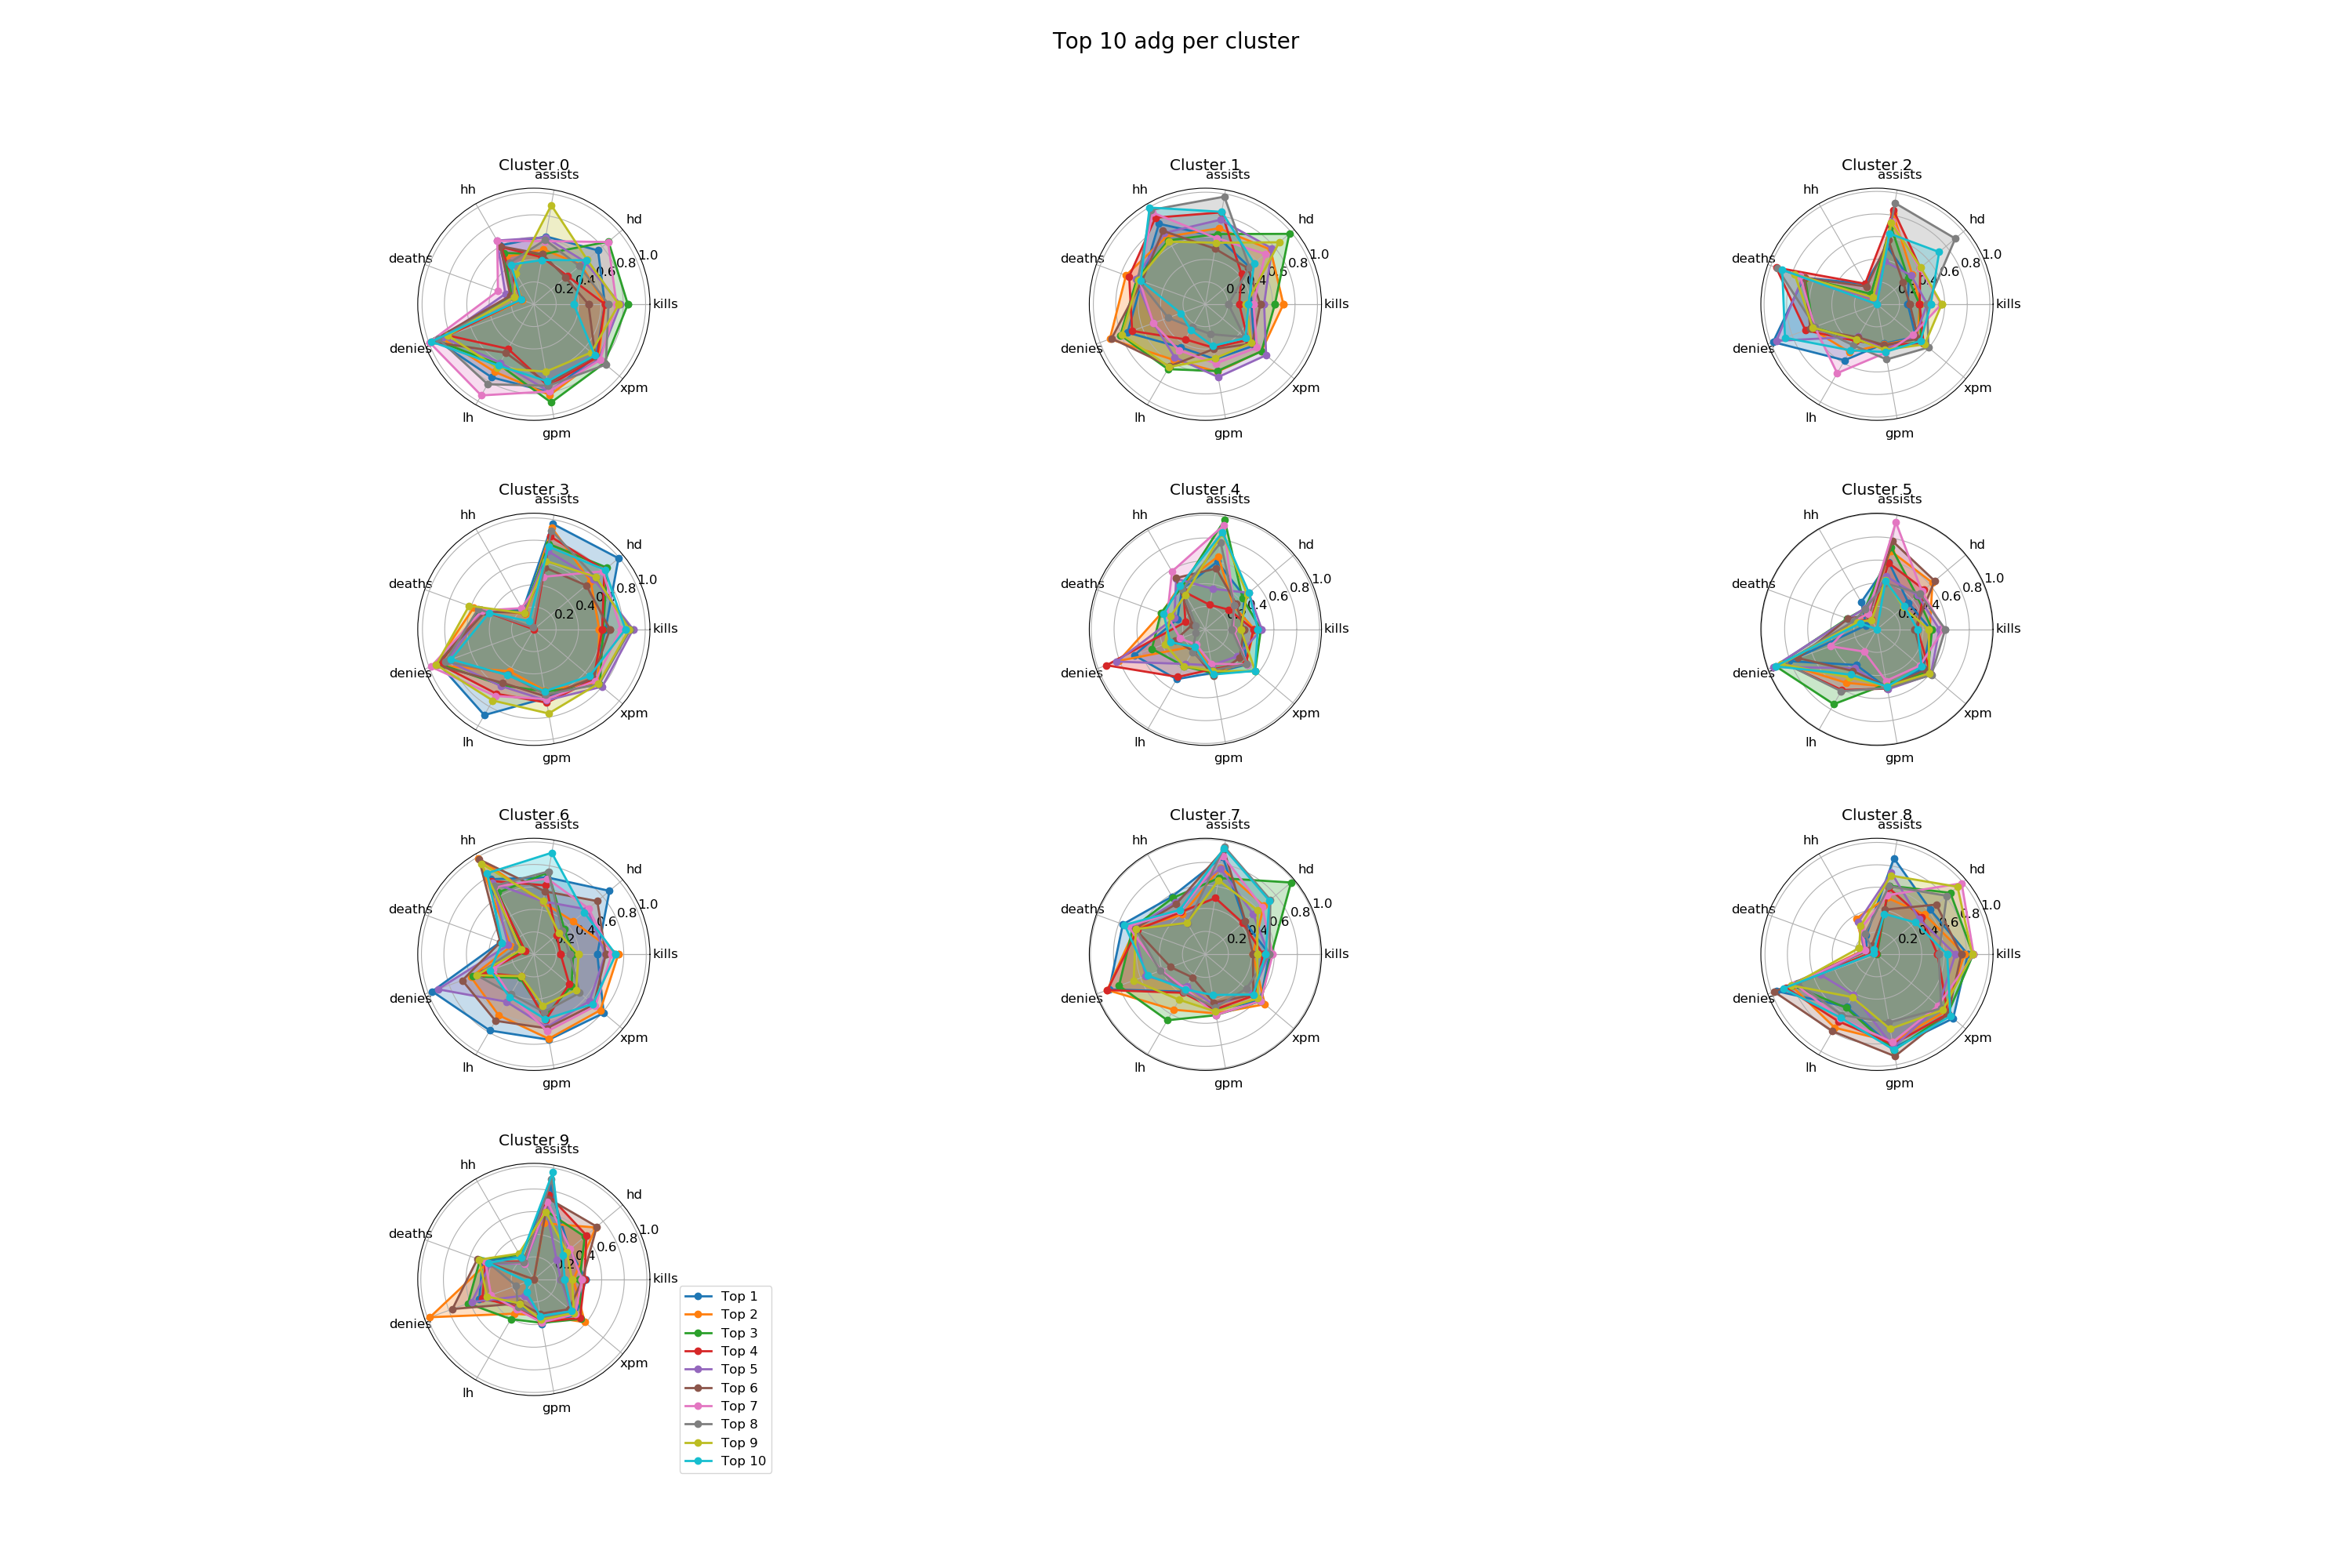 Top 10 adg per cluster
Cluster 0
assists
hh
hd
deaths
1.0
0.8
0.6
0.4
0.2
kills
denies
xpm
lh
gpm
Cluster 1
assists
hh
hd
deaths
1.0
0.8
0.6
0.4
0.2
kills
denies
xpm
lh
gpm
Cluster 2
assists
hh
hd
deaths
1.0
0.8
0.6
0.4
0.2
kills
denies
xpm
lh
gpm
Cluster 3
assists
hh
hd
deaths
1.0
0.8
0.4
0.2
kills
denies
xpm
lh
gpm
Cluster 4
assists
hh
hd
deaths
1.0
0.8
0.6
0.4
kills
denies
xpm
lh
gpm
Cluster 5
assists
hh
hd
deaths
1.0
0.8
0.6
0.4
0.2
kills
denies
xpm
lh
gpm
Cluster 6
assists
hh
hd
deaths
1.0
0.8
0.6
0.4
0.2
kills
denies
xpm
lh
gpm
Cluster 7
assists
hh
hd
deaths
1.0
0.8
0.6
0.4
0.2
kills
denies
xpm
lh
gpm
Cluster 8
assists
hh
hd
deaths
1.0
0.8
0.6
0.4
0.2
kills
denies
xpm
lh
gpm
Cluster 9
assists
hh
hd
deaths
1.0
0.8
0.6
0.4
0.2
kills
denies
xpm
lh
gpm
Top 1
Top 2
Top 3
Top 4
Top 5
Top 6
Top 7
Top 8
Top 9
Top 10